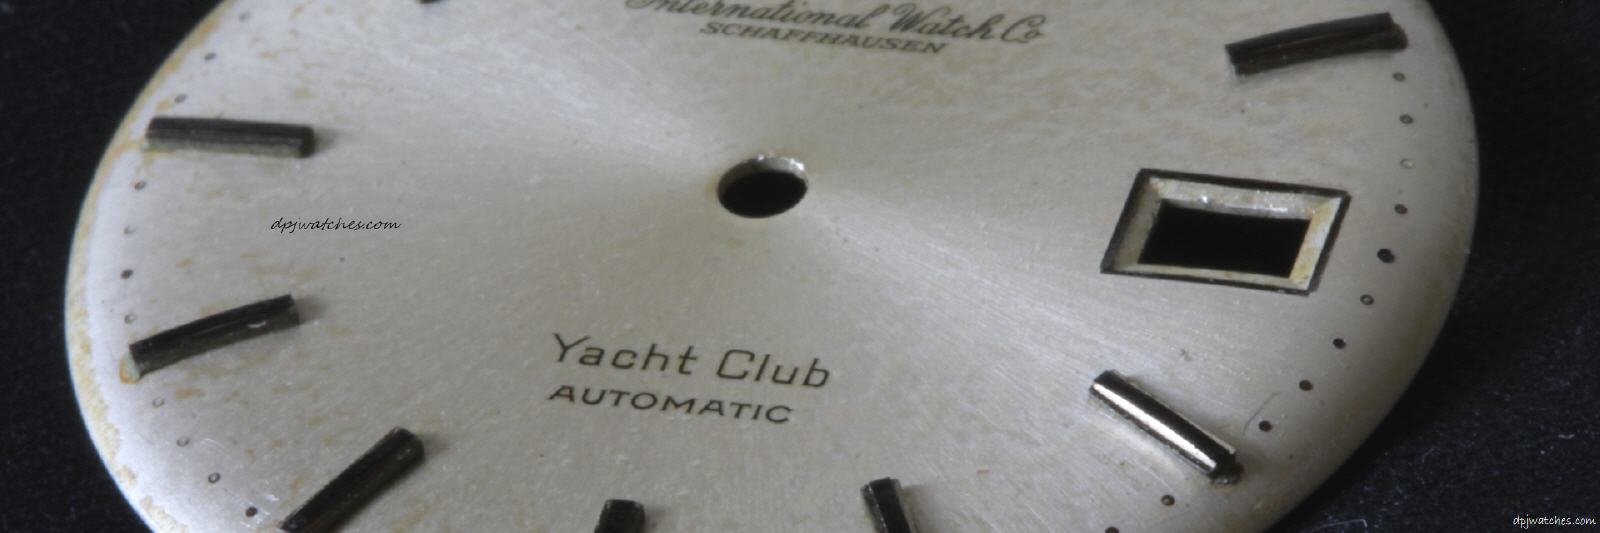 International Watch Co
SCHAFFHAUSEN
dpjwatches.com
Yacht Club
AUTOMATIC
dpjwatches.com